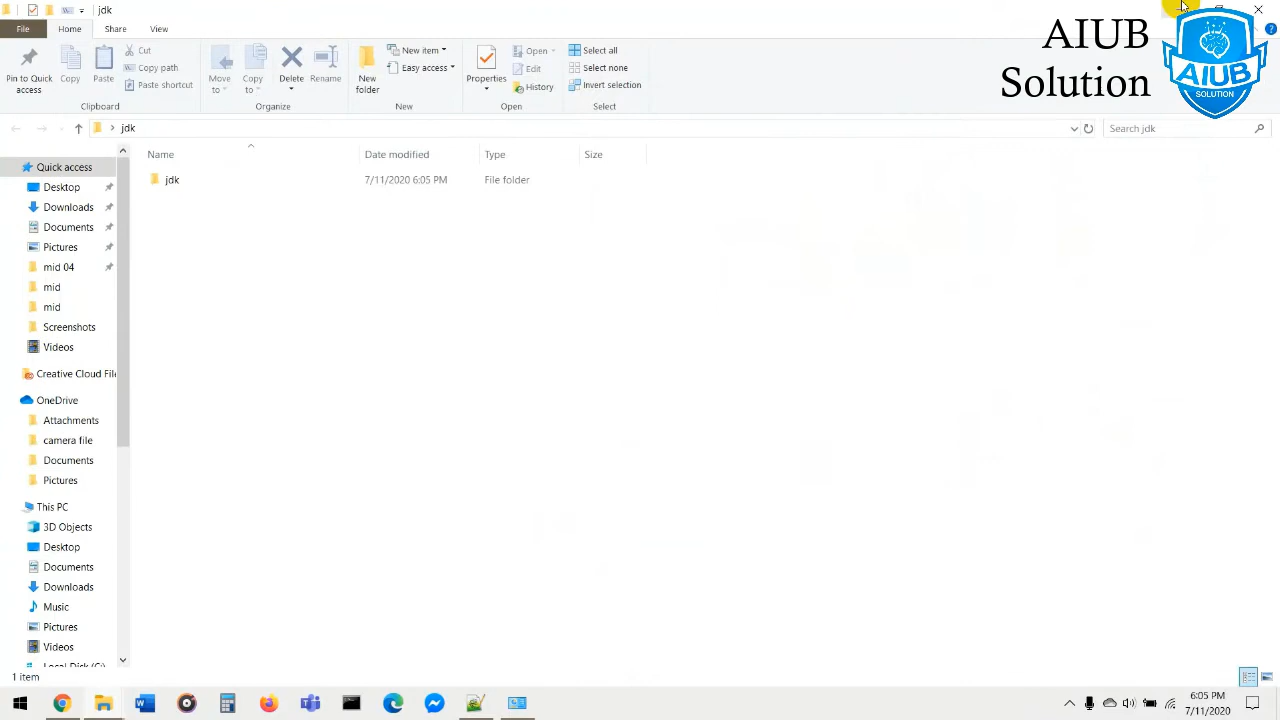 jdk
File Home Share View
Pin to Quick access
Copy
Paste
Cut
Copy path
Paste shortcut
Clipboard
Move to
Copy to
Delete
Rename
Organize
New folder
New item
Easy access
New
Properties
Open
Edit
History
Open
Select all
Select none
Invert selection
Select
AIUB
Solution
AIUB
SOLUTION
jdk
Search jdk
Name Date modified Type Size
jdk 7/11/2020 6:05 PM File folder
Quick access
Desktop
Downloads
Documents
Pictures
mid 04
mid
mid
Screenshots
Videos
Creative Cloud File
OneDrive
Attachments
camera file
Documents
Pictures
This PC
3D Objects
Desktop
Documents
Downloads
Music
Pictures
Videos
Local Disk (C:)
1 item
6:05 PM
7/11/2020